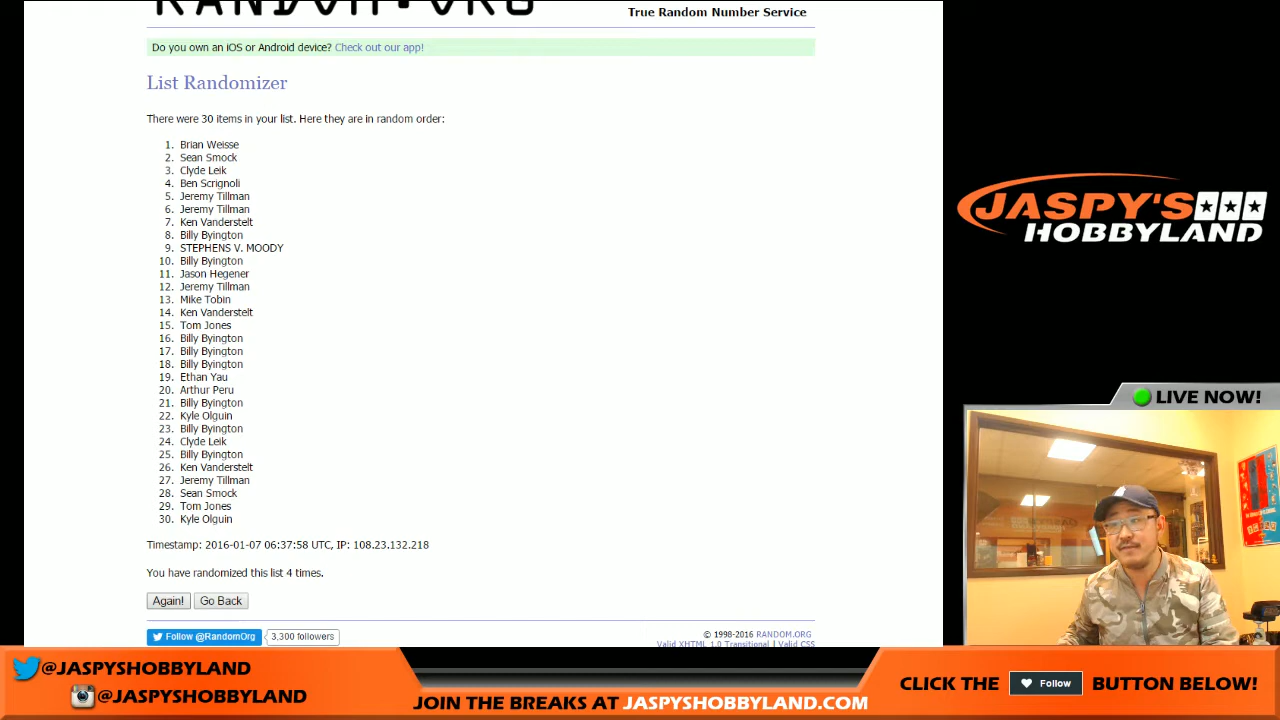 RANDOM.ORG
True Random Number Service
Do you own an iOS or Android device? Check out our app!
List Randomizer
There were 30 items in your list. Here they are in random order:
1. Brian Weisse
2. Sean Smock
3. Clyde Leik
4. Ben Scrignoli
5. Jeremy Tillman
6. Jeremy Tillman
7. Ken Vanderstelt
8. Billy Byington
9. STEPHENS V. MOODY
10. Billy Byington
11. Jason Hegener
12. Jeremy Tillman
13. Mike Tobin
14. Ken Vanderstelt
15. Tom Jones
16. Billy Byington
17. Billy Byington
18. Billy Byington
19. Ethan Yau
20. Arthur Peru
21. Billy Byington
22. Kyle Olguin
23. Billy Byington
24. Clyde Leik
25. Billy Byington
26. Ken Vanderstelt
27. Jeremy Tillman
28. Sean Smock
29. Tom Jones
30. Kyle Olguin
Timestamp: 2016-01-07 06:37:58 UTC, IP: 108.23.132.218
You have randomized this list 4 times.
Again! Go Back
Follow @RandomOrg 3,300 followers
© 1998-2016 RANDOM.ORG
Valid XHTML 1.0 Transitional | Valid CSS
JASPY'S
HOBBYLAND
LIVE NOW!
@JASPYSHOBBYLAND
@JASPYSHOBBYLAND
JOIN THE BREAKS AT JASPYSHOBBYLAND.COM
CLICK THE Follow BUTTON BELOW!